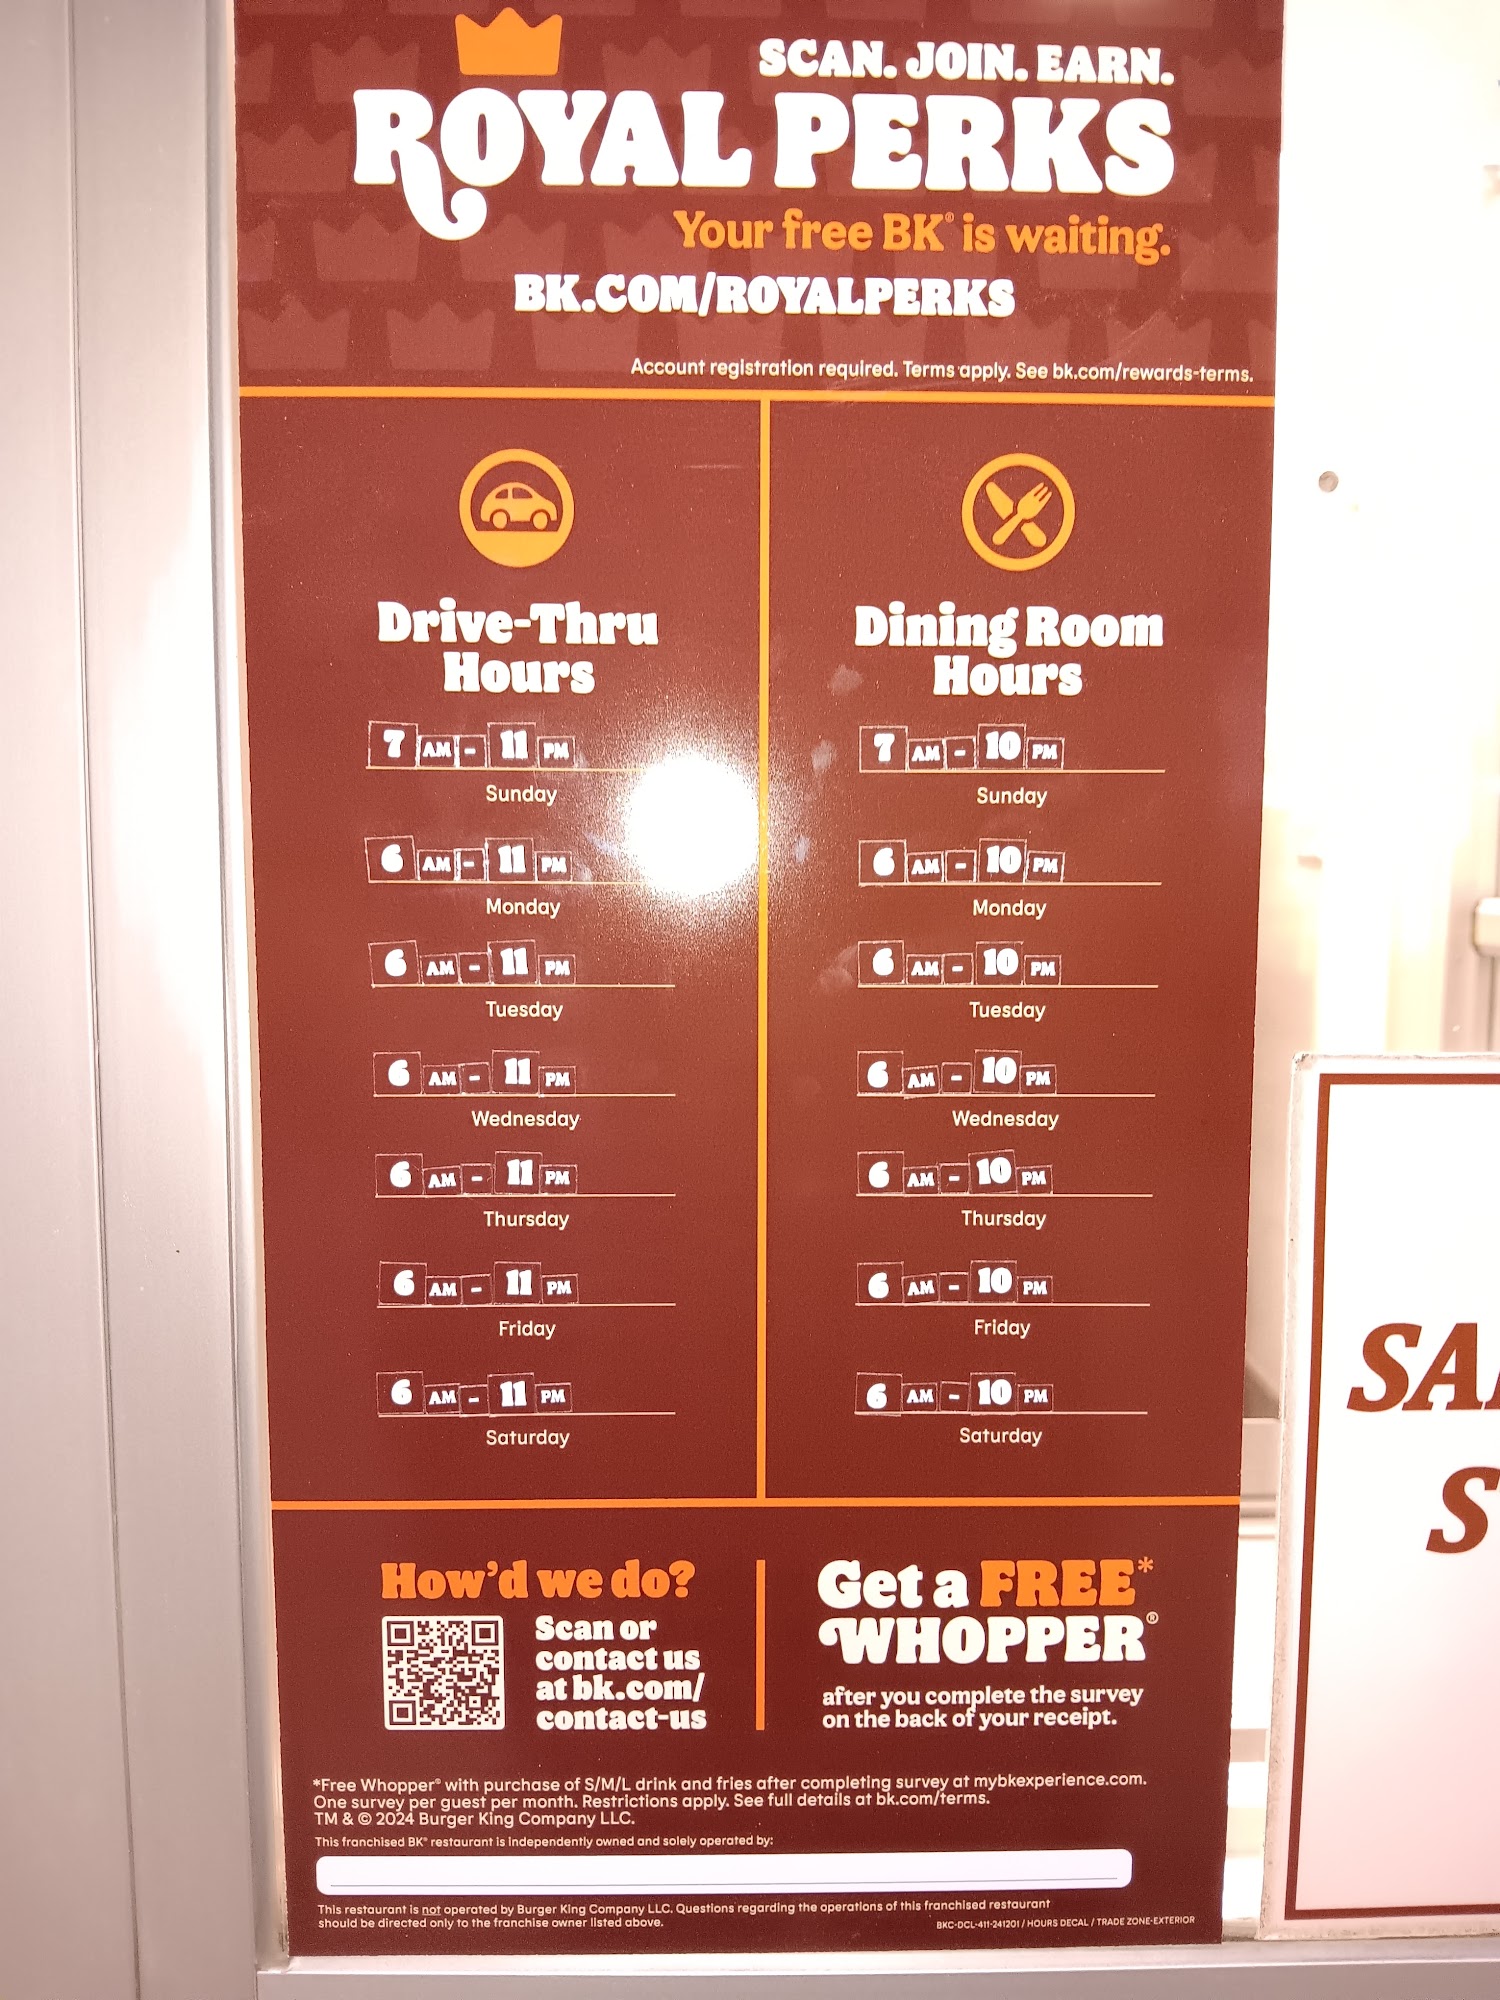 SCAN. JOIN. EARN.
ROYAL PERKS
Your free BK® is waiting.
BK.COM/ROYALPERKS
Account registration required. Terms apply. See bk.com/rewards-terms.
Drive-Thru
Hours
7 AM - 11 PM
Sunday
6 AM - 11 PM
Monday
6 AM - 11 PM
Tuesday
6 AM - 11 PM
Wednesday
6 AM - 11 PM
Thursday
6 AM - 11 PM
Friday
6 AM - 11 PM
Saturday
Dining Room
Hours
7 AM - 10 PM
Sunday
6 AM - 10 PM
Monday
6 AM - 10 PM
Tuesday
6 AM - 10 PM
Wednesday
6 AM - 10 PM
Thursday
6 AM - 10 PM
Friday
6 AM - 10 PM
Saturday
How'd we do?
Scan or
contact us
at bk.com/
contact-us
Get a FREE*
WHOPPER®
after you complete the survey
on the back of your receipt.
*Free Whopper® with purchase of S/M/L drink and fries after completing survey at mybkexperience.com.
One survey per guest per month. Restrictions apply. See full details at bk.com/terms.
TM & © 2024 Burger King Company LLC.
This franchised BK® restaurant is independently owned and solely operated by:
This restaurant is not operated by Burger King Company LLC. Questions regarding the operations of this franchised restaurant
should be directed only to the franchise owner listed above.
BKC-DCL-411-241201 / HOURS DECAL / TRADE ZONE-EXTERIOR